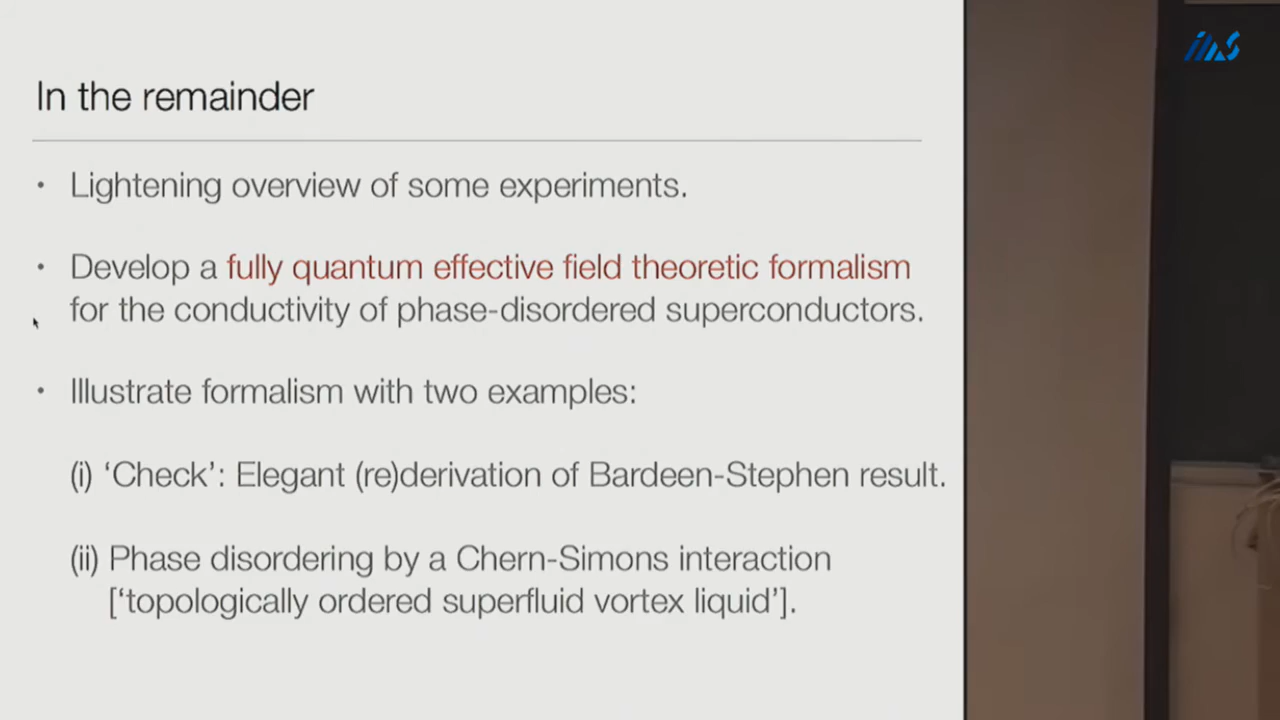 In the remainder
• Lightening overview of some experiments.
• Develop a fully quantum effective field theoretic formalism
for the conductivity of phase-disordered superconductors.
• Illustrate formalism with two examples:
(i) ‘Check’: Elegant (re)derivation of Bardeen-Stephen result.
(ii) Phase disordering by a Chern-Simons interaction
[‘topologically ordered superfluid vortex liquid’].